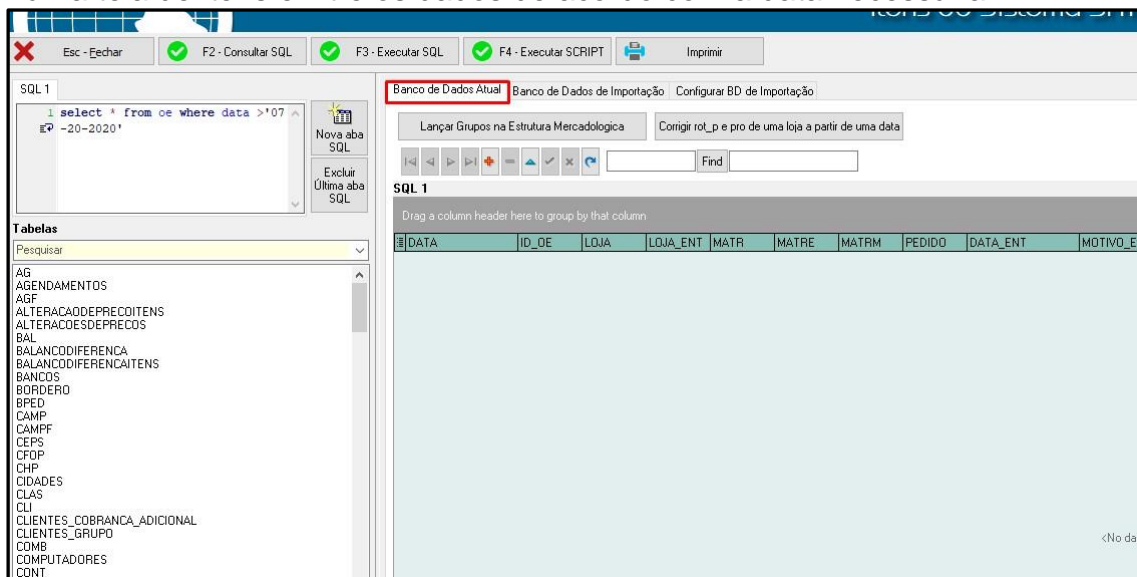 Esc - Fechar
F2 - Consultar SQL
F3 - Executar SQL
F4 - Executar SCRIPT
Imprimir
SQL 1
1 select * from oe where data >'07
-20-2020'
Nova aba
SQL
Excluir
Última aba
SQL
Tabelas
Pesquisar
AG
AGENDAMENTOS
AGF
ALTERACAODEPRECOITENS
ALTERACOESDEPRECOS
BAL
BALANCODIFERENCA
BALANCODIFERENCAITENS
BANCOS
BORDERO
BPED
CAMP
CAMPF
CEPS
CFOP
CHP
CIDADES
CLAS
CLI
CLIENTES_COBRANCA_ADICIONAL
CLIENTES_GRUPO
COMB
COMPUTADORES
CONT
Banco de Dados Atual Banco de Dados de Importação Configurar BD de Importação
Lançar Grupos na Estrutura Mercadologica Corrigir rot_p e pro de uma loja a partir de uma data
Find
SQL 1
Drag a column header here to group by that column
DATA ID_OE LOJA LOJA_ENT MATR MATRE MATRM PEDIDO DATA_ENT MOTIVO_E
<No da